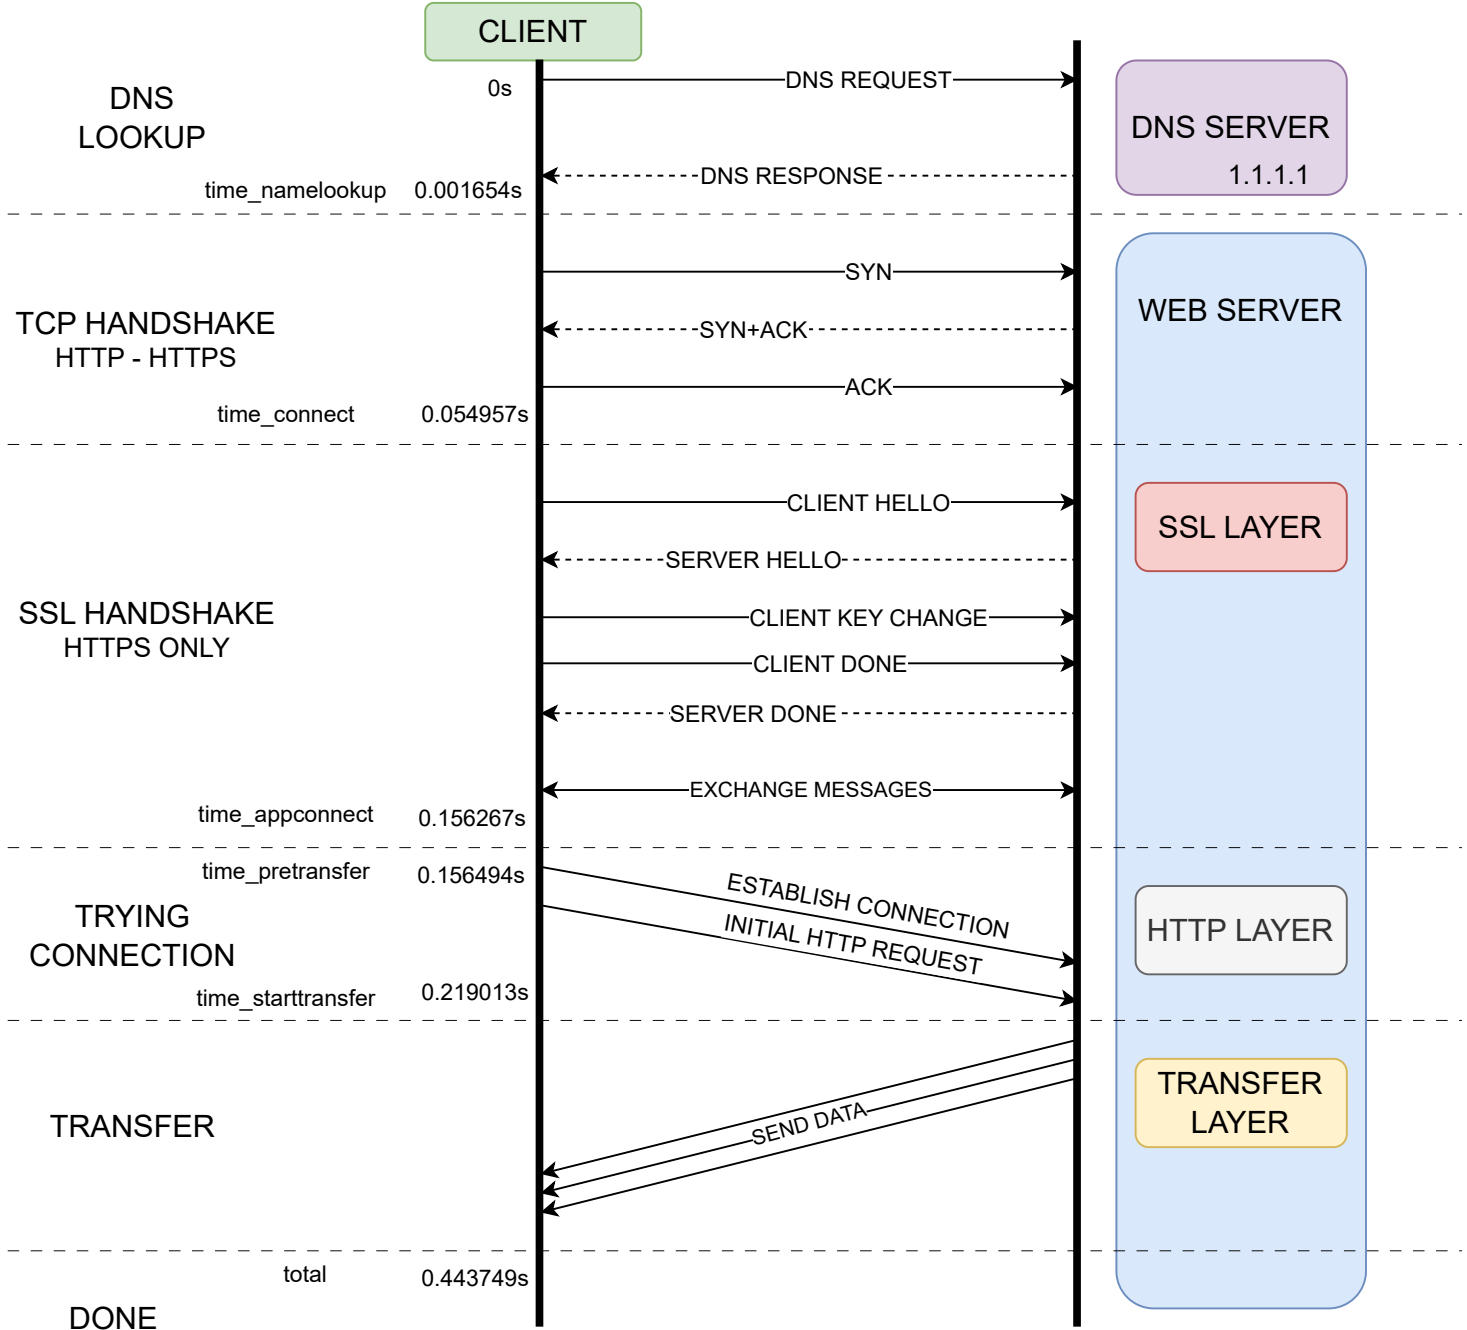 CLIENT
0s
DNS REQUEST
DNS
LOOKUP
DNS SERVER
1.1.1.1
DNS RESPONSE
time_namelookup 0.001654s
SYN
WEB SERVER
TCP HANDSHAKE
HTTP - HTTPS
SYN+ACK
ACK
time_connect 0.054957s
CLIENT HELLO
SSL LAYER
SERVER HELLO
SSL HANDSHAKE
HTTPS ONLY
CLIENT KEY CHANGE
CLIENT DONE
SERVER DONE
EXCHANGE MESSAGES
time_appconnect 0.156267s
time_pretransfer 0.156494s
ESTABLISH CONNECTION
INITIAL HTTP REQUEST
TRYING
CONNECTION
HTTP LAYER
time_starttransfer 0.219013s
TRANSFER
LAYER
SEND DATA
TRANSFER
total 0.443749s
DONE